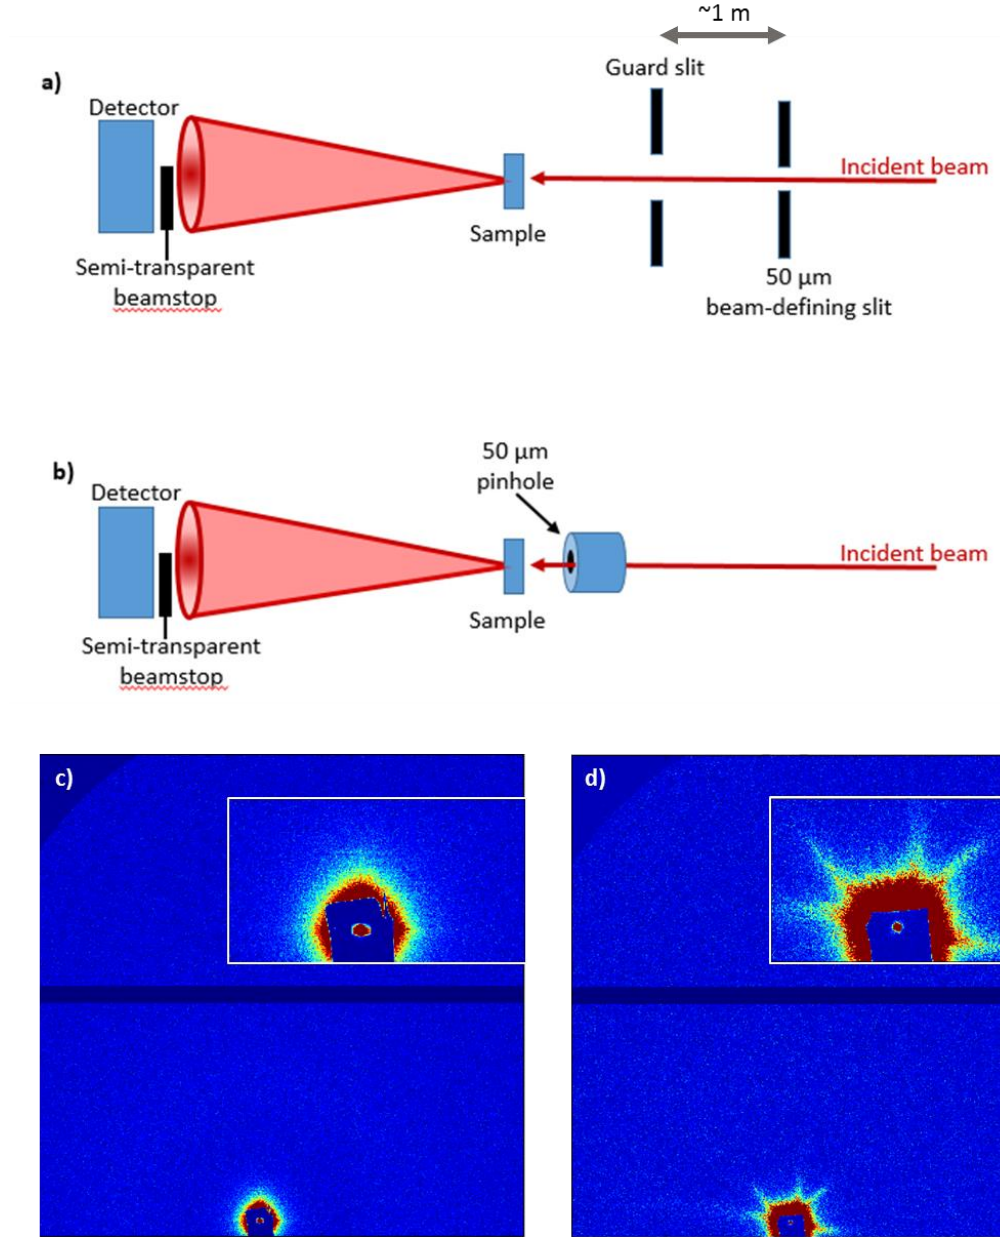 ~1 m
a)
Guard slit
Detector
Incident beam
Sample
Semi-transparent
beamstop
50 µm
beam-defining slit
50 µm
pinhole
b)
Detector
Incident beam
Sample
Semi-transparent
beamstop
c)
d)